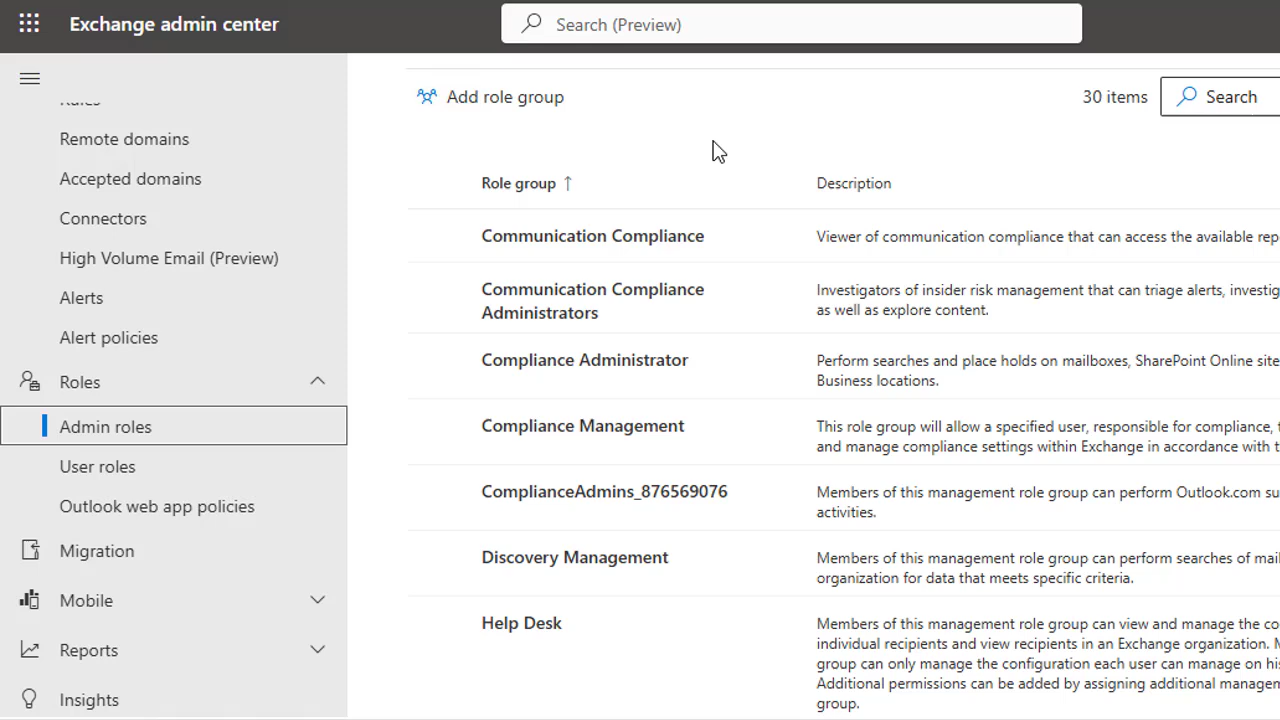 Exchange admin center
Search (Preview)
Rules
Remote domains
Accepted domains
Connectors
High Volume Email (Preview)
Alerts
Alert policies
Roles
Admin roles
User roles
Outlook web app policies
Migration
Mobile
Reports
Insights
Add role group
30 items
Search
Role group ↑
Description
Communication Compliance
Viewer of communication compliance that can access the available rep
Communication Compliance
Administrators
Investigators of insider risk management that can triage alerts, investig
as well as explore content.
Compliance Administrator
Perform searches and place holds on mailboxes, SharePoint Online site
Business locations.
Compliance Management
This role group will allow a specified user, responsible for compliance, t
and manage compliance settings within Exchange in accordance with t
ComplianceAdmins_876569076
Members of this management role group can perform Outlook.com su
activities.
Discovery Management
Members of this management role group can perform searches of mail
organization for data that meets specific criteria.
Help Desk
Members of this management role group can view and manage the co
individual recipients and view recipients in an Exchange organization. M
group can only manage the configuration each user can manage on his
Additional permissions can be added by assigning additional managem
group.